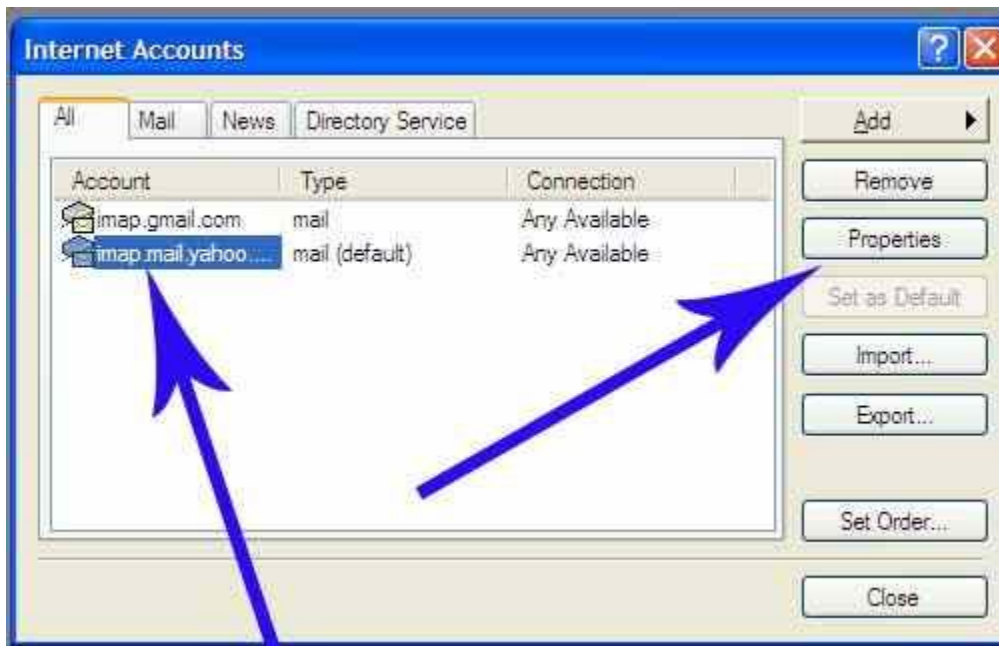 Internet Accounts
All Mail News Directory Service
Account Type Connection
imap.gmail.com mail Any Available
imap.mail.yahoo.... mail (default) Any Available
Add
Remove
Properties
Set as Default
Import...
Export...
Set Order...
Close